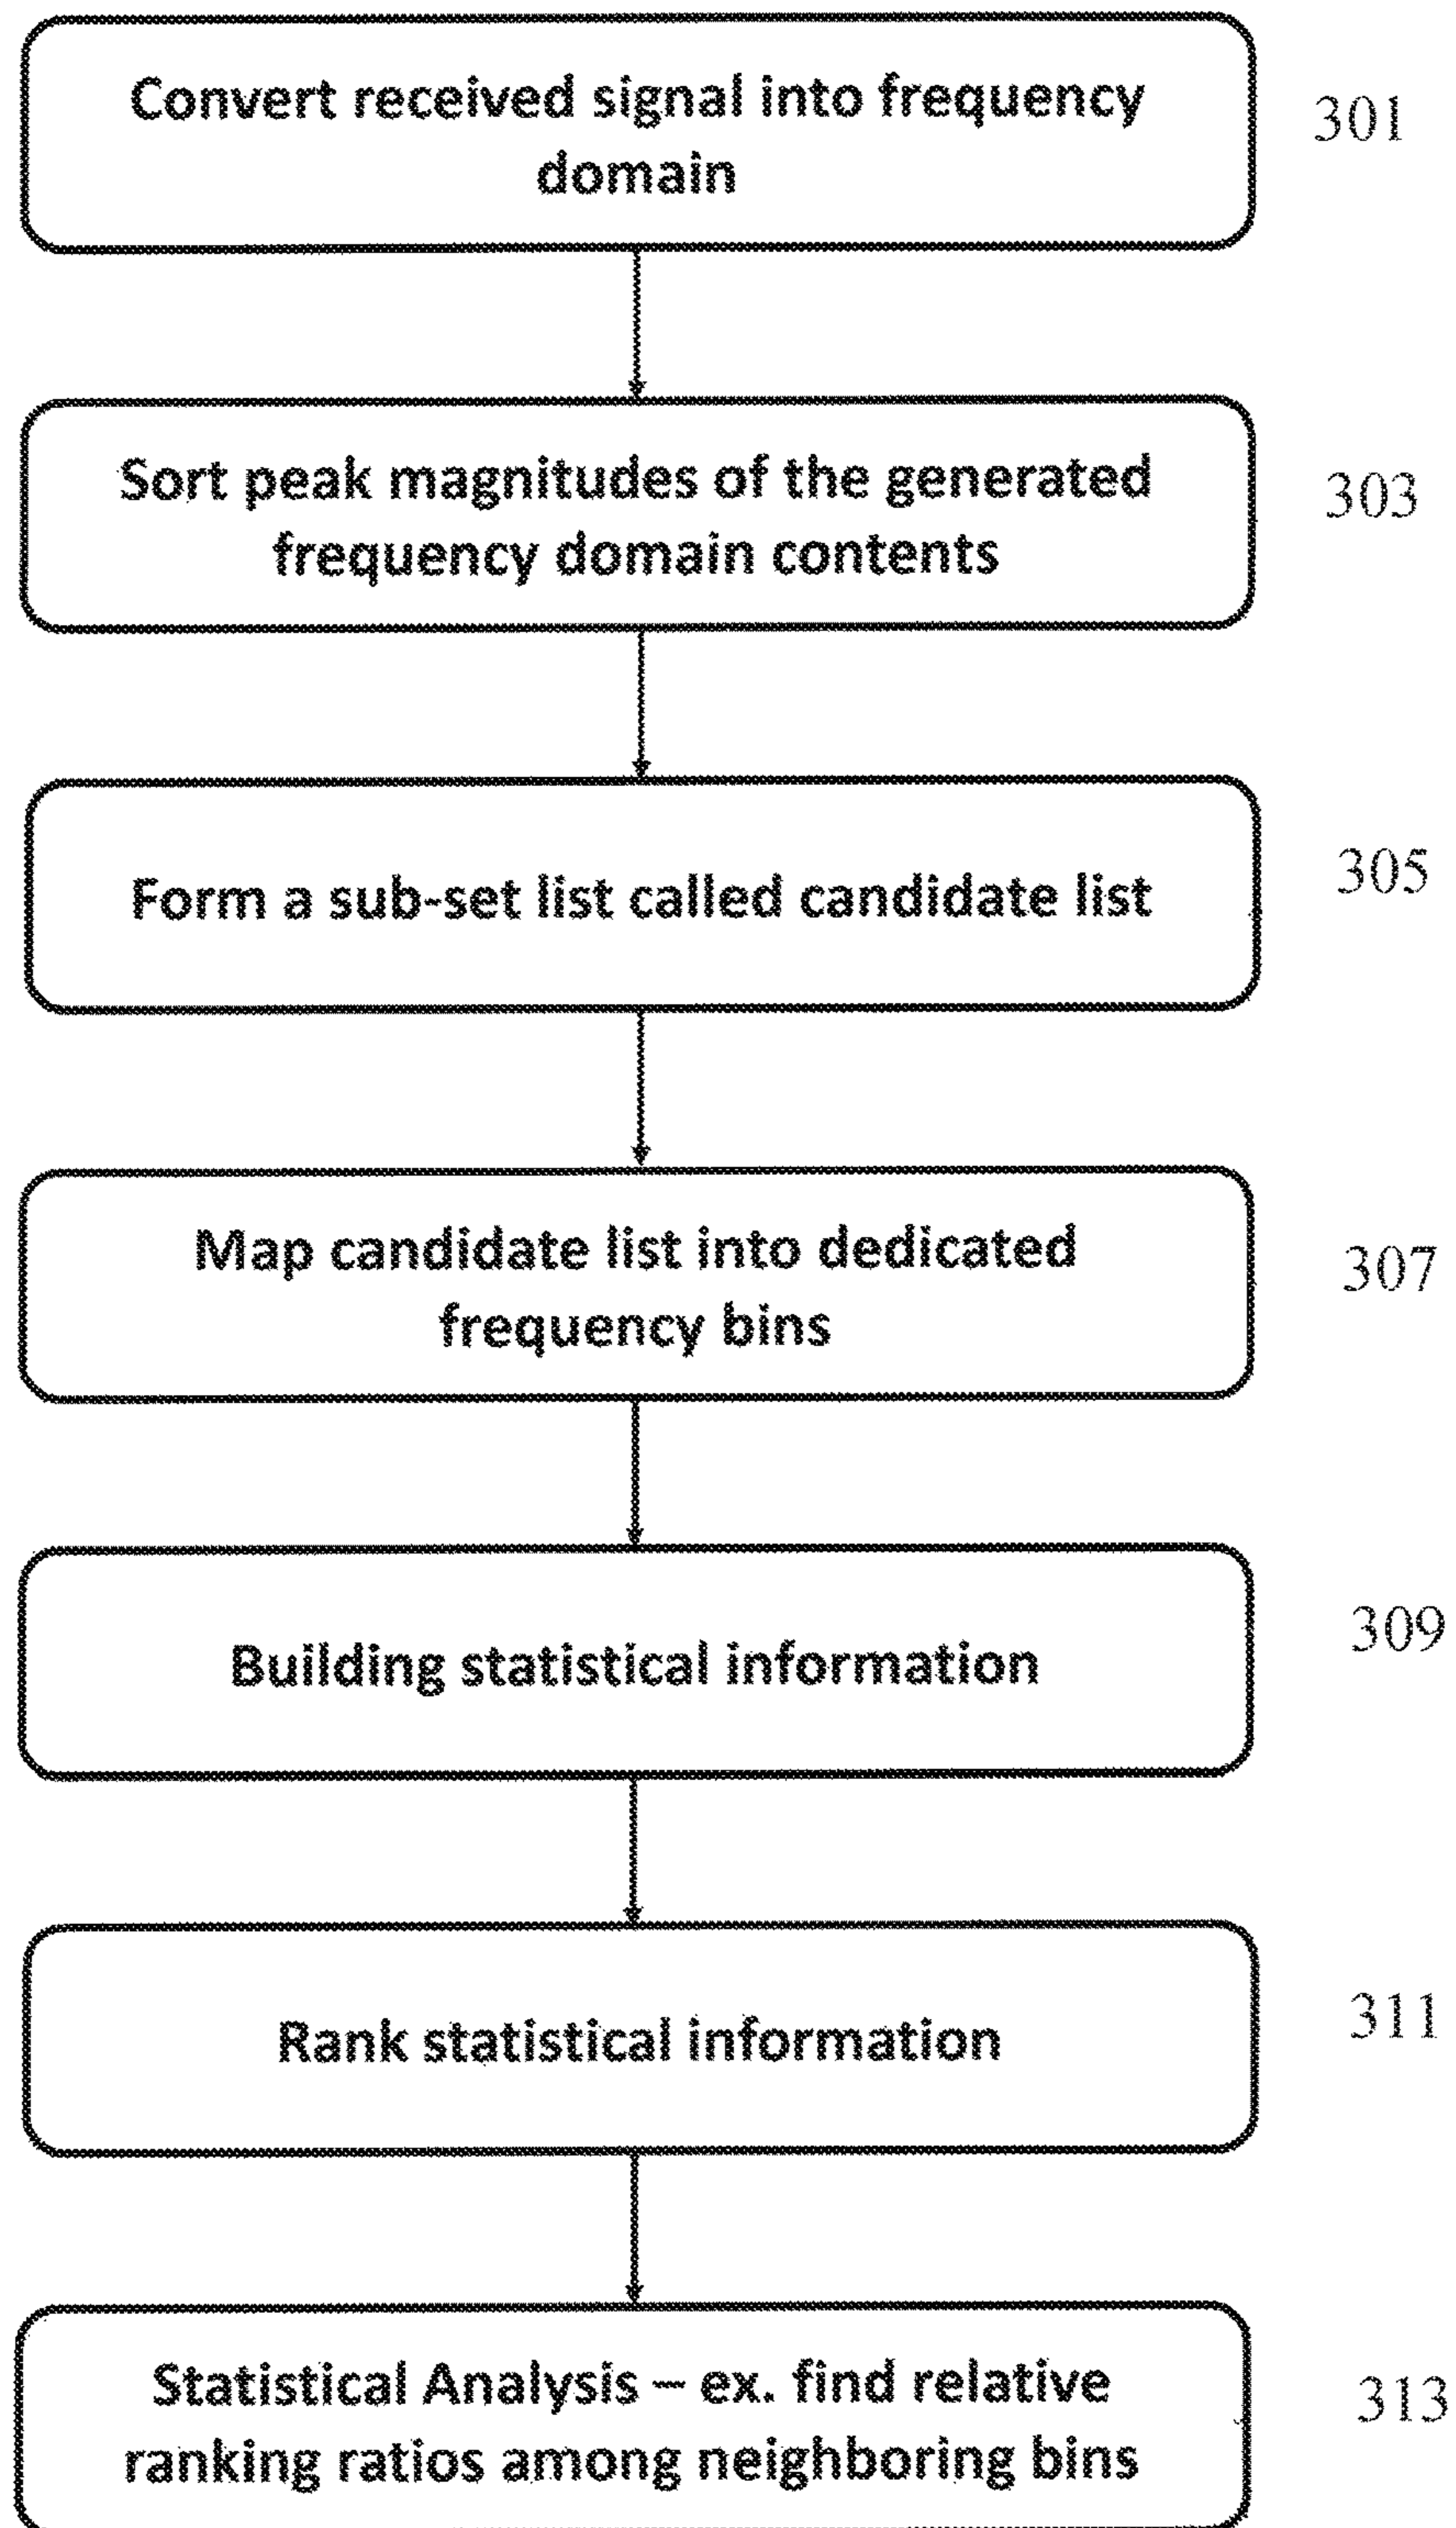 Convert received signal into frequency
domain
301
Sort peak magnitudes of the generated
frequency domain contents
303
Form a sub-set list called candidate list
305
Map candidate list into dedicated
frequency bins
307
Building statistical information
309
Rank statistical information
311
Statistical Analysis – ex. find relative
ranking ratios among neighboring bins
313